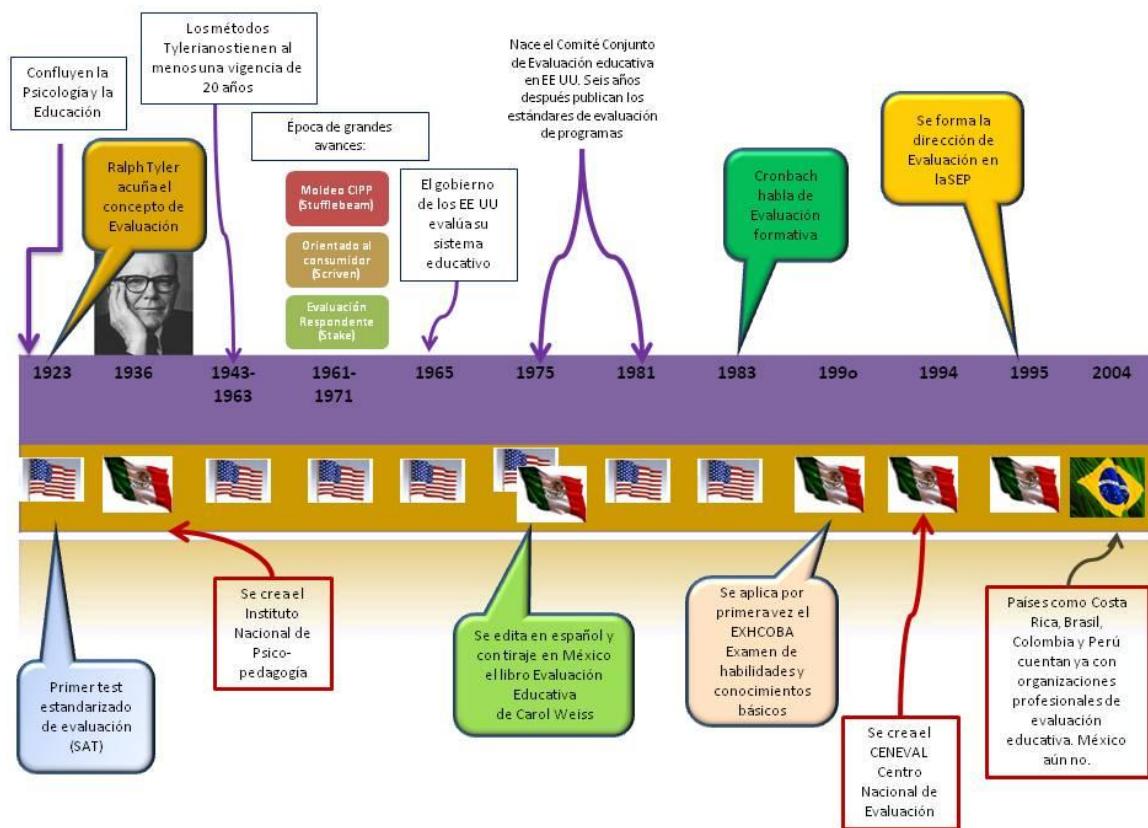 Confluyen la
Psicología y la
Educación
Los métodos
Tylerianos tienen al
menos una vigencia de
20 años
Ralph Tyler
acuña el
concepto de
Evaluación
Época de grandes
avances:
Moldeo CIPP
(Stufflebeam)
Orientado al
consumidor
(Scriven)
Evaluación
Respondente
(Stake)
El gobierno
de los EE UU
evalúa su
sistema
educativo
Nace el Comité Conjunto
de Evaluación educativa
en EE UU. Seis años
después publican los
estándares de evaluación
de programas
Cronbach
habla de
Evaluación
formativa
Se forma la
dirección de
Evaluación en
la SEP
1923
1936
1943-
1963
1961-
1971
1965
1975
1981
1983
199o
1994
1995
2004
Primer test
estandarizado
de evaluación
(SAT)
Se crea el
Instituto
Nacional de
Psico-
pedagogía
Se edita en español y
con tiraje en México
el libro Evaluación
Educativa
de Carol Weiss
Se aplica por
primera vez el
EXHCOBA
Examen de
habilidades y
conocimientos
básicos
Se crea el
CENEVAL
Centro
Nacional de
Evaluación
Países como Costa
Rica, Brasil,
Colombia y Perú
cuentan ya con
organizaciones
profesionales de
evaluación
educativa. México
aún no.